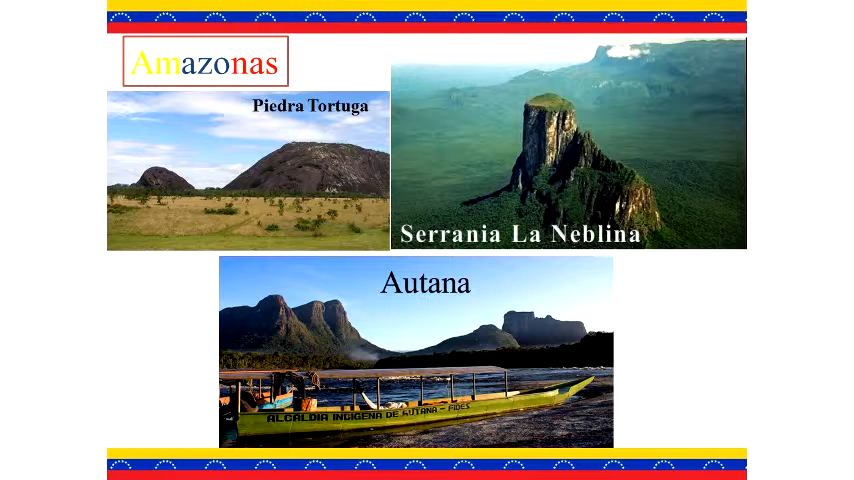 Amazonas
Piedra Tortuga
Serrania La Neblina
Autana
ALCALDIA INDIGENA DE AUTANA - FIDES